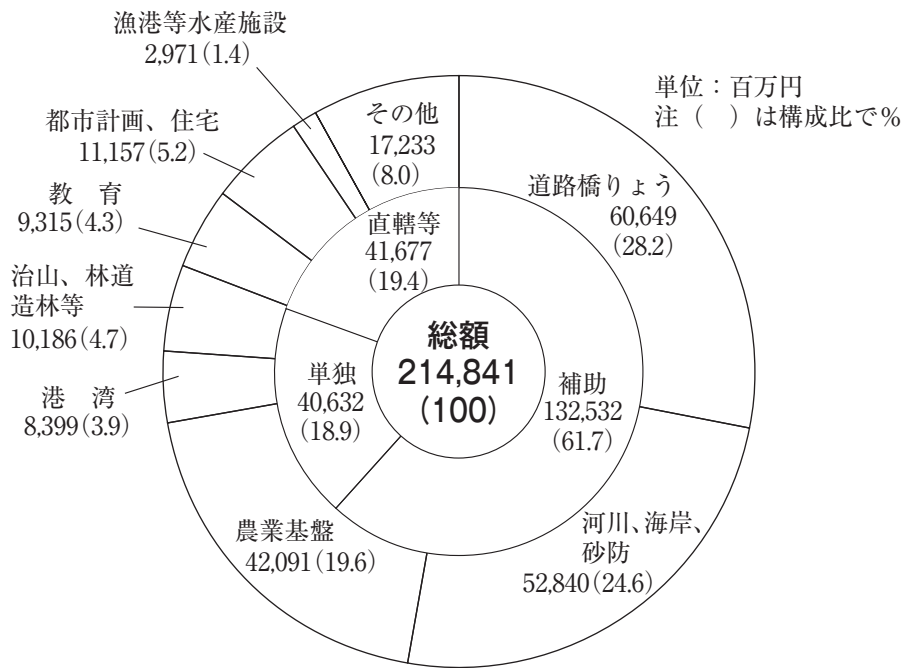 単位：百万円
注（　）は構成比で%
総額
214,841
(100)
補助
132,532
(61.7)
単独
40,632
(18.9)
直轄等
41,677
(19.4)
道路橋りょう
60,649
(28.2)
河川、海岸、
砂防
52,840(24.6)
農業基盤
42,091(19.6)
港　湾
8,399(3.9)
治山、林道
造林等
10,186(4.7)
教　育
9,315(4.3)
都市計画、住宅
11,157(5.2)
漁港等水産施設
2,971(1.4)
その他
17,233
(8.0)